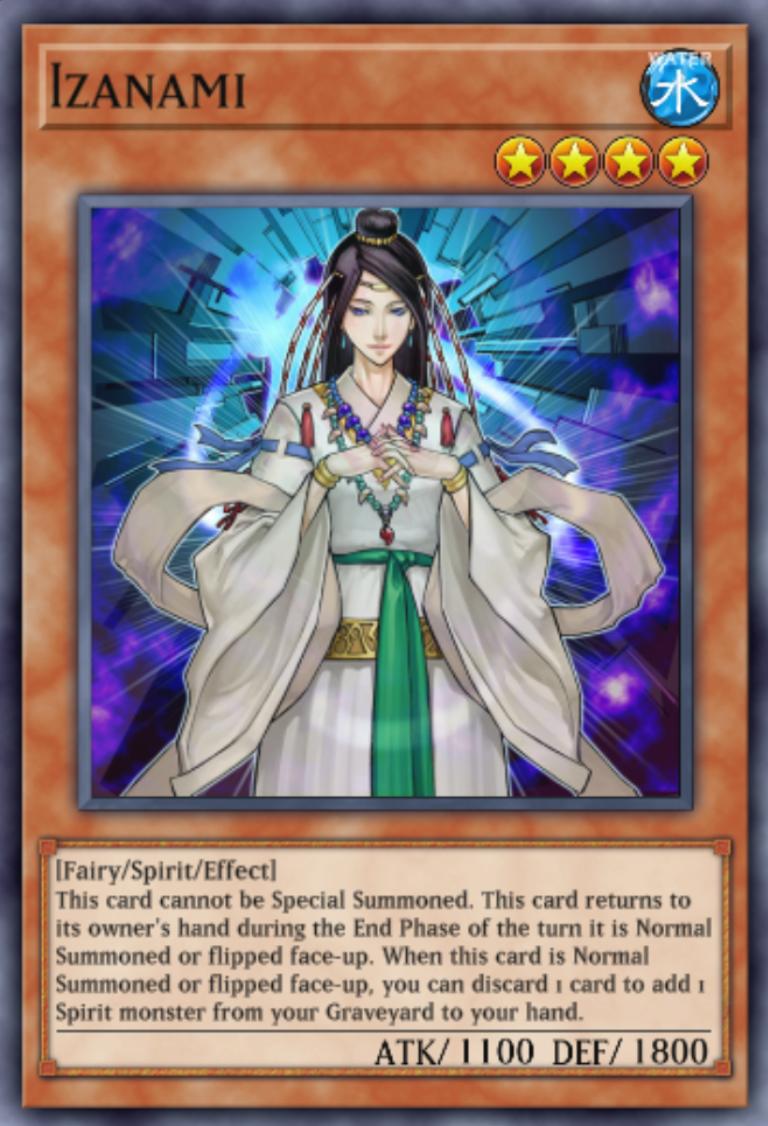 Izanami
WATER
水
[Fairy/Spirit/Effect]
This card cannot be Special Summoned. This card returns to
its owner's hand during the End Phase of the turn it is Normal
Summoned or flipped face-up. When this card is Normal
Summoned or flipped face-up, you can discard 1 card to add 1
Spirit monster from your Graveyard to your hand.
ATK/ 1100 DEF/ 1800